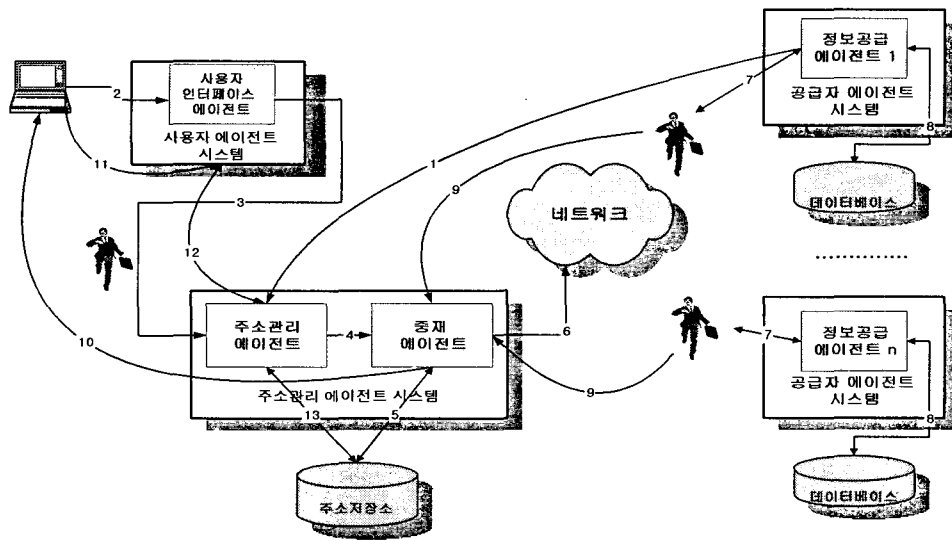 정보공급
에이전트 1
공급자 에이전트
시스템
7
8
데이터베이스
사용자
인터페이스
에이전트
사용자 에이전트
시스템
2
11
3
1
9
네트워크
12
주소관리
에이전트
4
중재
에이전트
6
10
주소관리 에이전트 시스템
13
5
주소저장소
9
7
정보공급
에이전트 n
공급자 에이전트
시스템
8
데이터베이스